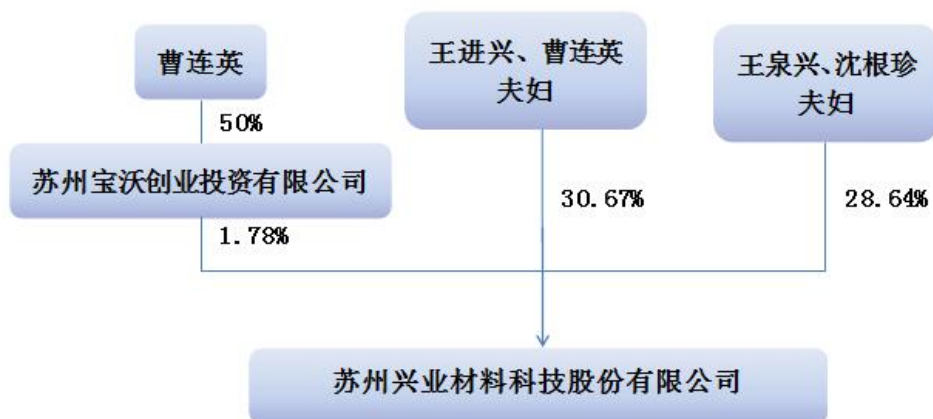 曹连英
王进兴、曹连英
夫妇
王泉兴、沈根珍
夫妇
50%
苏州宝沃创业投资有限公司
30.67%
28.64%
1.78%
苏州兴业材料科技股份有限公司